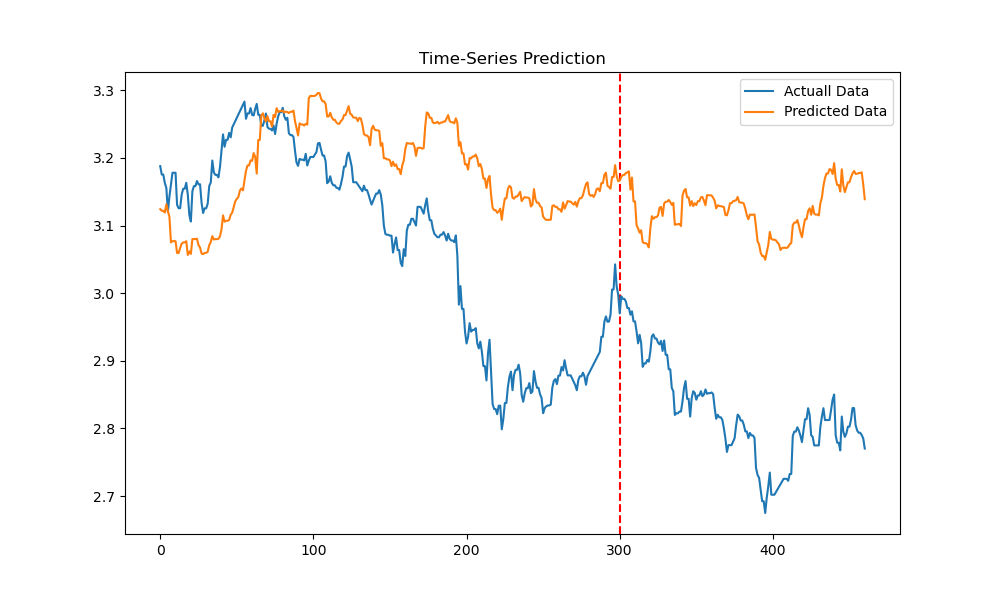 Time-Series Prediction
Actuall Data
Predicted Data
3.3
3.2
3.1
3.0
2.9
2.8
2.7
0 100 200 300 400